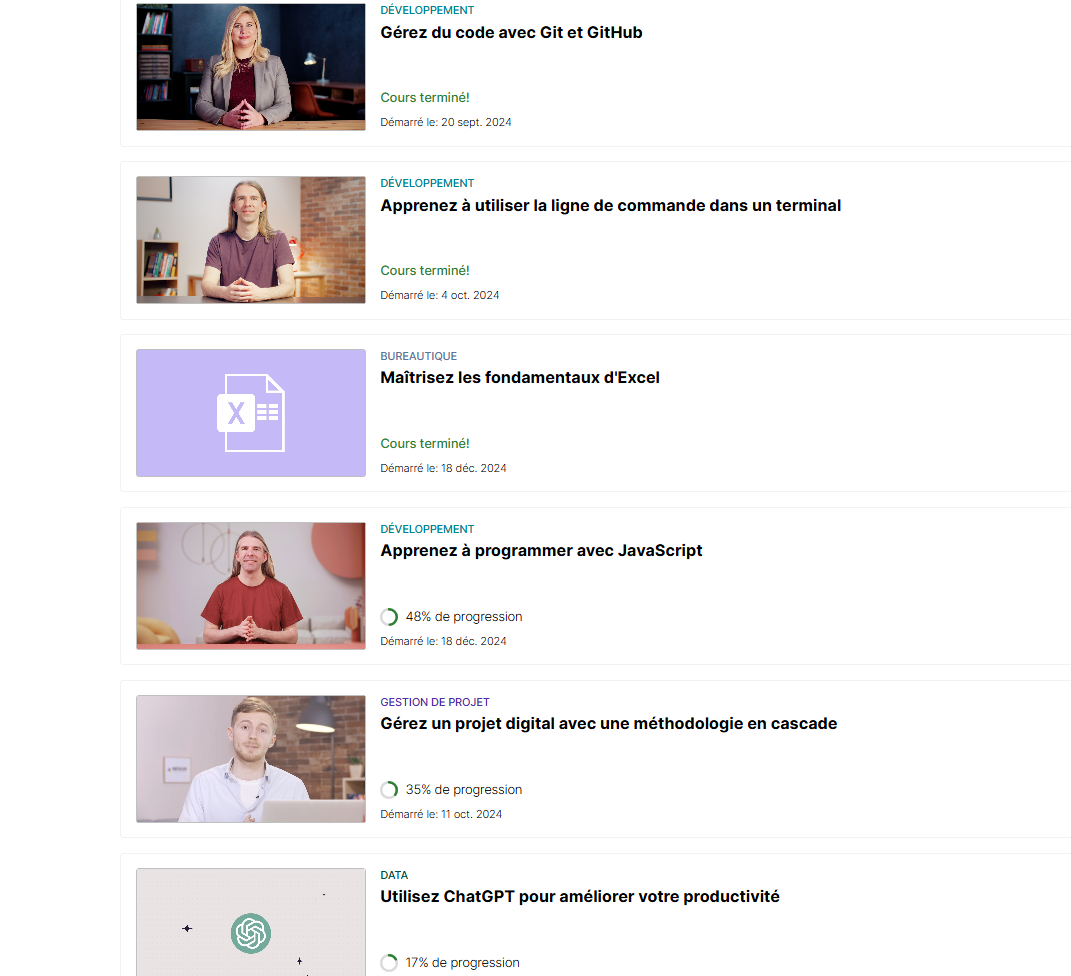 DÉVELOPPEMENT
Gérez du code avec Git et GitHub
Cours terminé!
Démarré le: 20 sept. 2024
DÉVELOPPEMENT
Apprenez à utiliser la ligne de commande dans un terminal
Cours terminé!
Démarré le: 4 oct. 2024
X
BUREAUTIQUE
Maîtrisez les fondamentaux d'Excel
Cours terminé!
Démarré le: 18 déc. 2024
DÉVELOPPEMENT
Apprenez à programmer avec JavaScript
48% de progression
Démarré le: 18 déc. 2024
GESTION DE PROJET
Gérez un projet digital avec une méthodologie en cascade
35% de progression
Démarré le: 11 oct. 2024
DATA
Utilisez ChatGPT pour améliorer votre productivité
17% de progression